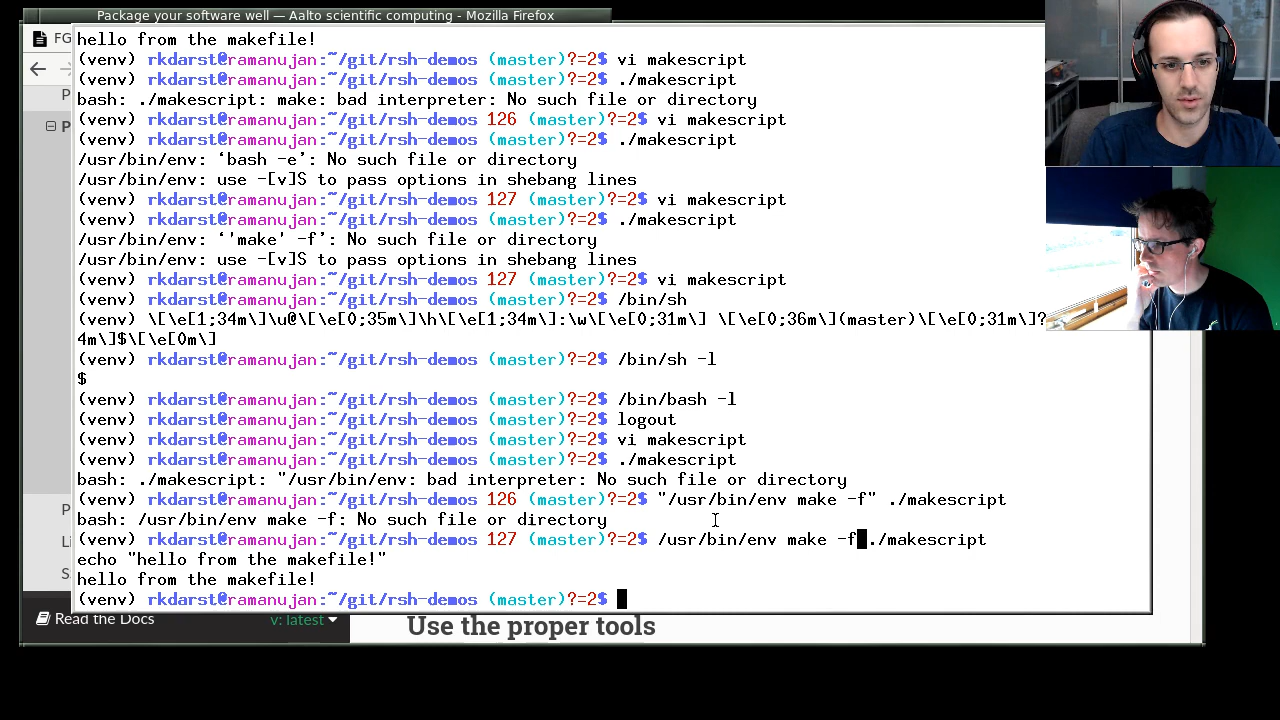 Package your software well — Aalto scientific computing - Mozilla Firefox
FG
P
P
P
Li
S
hello from the makefile!
(venv) rkdarst@ramanujan:~/git/rsh-demos (master)?=2$ vi makescript
(venv) rkdarst@ramanujan:~/git/rsh-demos (master)?=2$ ./makescript
bash: ./makescript: make: bad interpreter: No such file or directory
(venv) rkdarst@ramanujan:~/git/rsh-demos 126 (master)?=2$ vi makescript
(venv) rkdarst@ramanujan:~/git/rsh-demos (master)?=2$ ./makescript
/usr/bin/env: ‘bash -e’: No such file or directory
/usr/bin/env: use -[v]S to pass options in shebang lines
(venv) rkdarst@ramanujan:~/git/rsh-demos 127 (master)?=2$ vi makescript
(venv) rkdarst@ramanujan:~/git/rsh-demos (master)?=2$ ./makescript
/usr/bin/env: ‘'make' -f’: No such file or directory
/usr/bin/env: use -[v]S to pass options in shebang lines
(venv) rkdarst@ramanujan:~/git/rsh-demos 127 (master)?=2$ vi makescript
(venv) rkdarst@ramanujan:~/git/rsh-demos (master)?=2$ /bin/sh
(venv) \[\e[1;34m\]\u@\[\e[0;35m\]\h\[\e[1;34m\]:\w\[\e[0;31m\] \[\e[0;36m\](master)\[\e[0;31m\]?
4m\]$\[\e[0m\]
(venv) rkdarst@ramanujan:~/git/rsh-demos (master)?=2$ /bin/sh -l
$
(venv) rkdarst@ramanujan:~/git/rsh-demos (master)?=2$ /bin/bash -l
(venv) rkdarst@ramanujan:~/git/rsh-demos (master)?=2$ logout
(venv) rkdarst@ramanujan:~/git/rsh-demos (master)?=2$ vi makescript
(venv) rkdarst@ramanujan:~/git/rsh-demos (master)?=2$ ./makescript
bash: ./makescript: "/usr/bin/env: bad interpreter: No such file or directory
(venv) rkdarst@ramanujan:~/git/rsh-demos 126 (master)?=2$ "/usr/bin/env make -f" ./makescript
bash: /usr/bin/env make -f: No such file or directory
(venv) rkdarst@ramanujan:~/git/rsh-demos 127 (master)?=2$ /usr/bin/env make -f ./makescript
echo "hello from the makefile!"
hello from the makefile!
(venv) rkdarst@ramanujan:~/git/rsh-demos (master)?=2$
Read the Docs v: latest
Use the proper tools